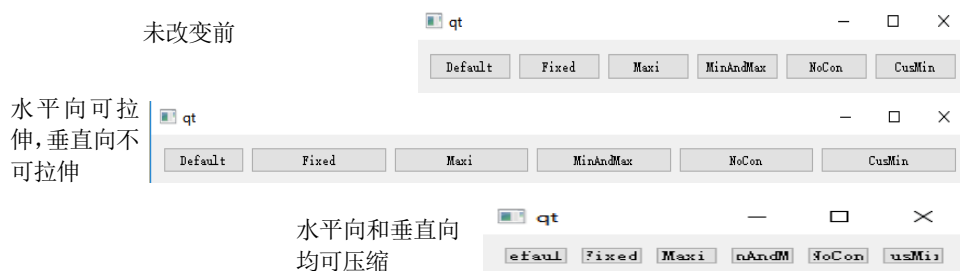 未改变前
qt
Default Fixed Maxi MinAndMax NoCon CusMin
水平向可拉
伸,垂直向不
可拉伸
qt
Default Fixed Maxi MinAndMax NoCon CusMin
水平向和垂直向
均可压缩
qt
efaul Fixed Maxi nAndM NoCon usMi